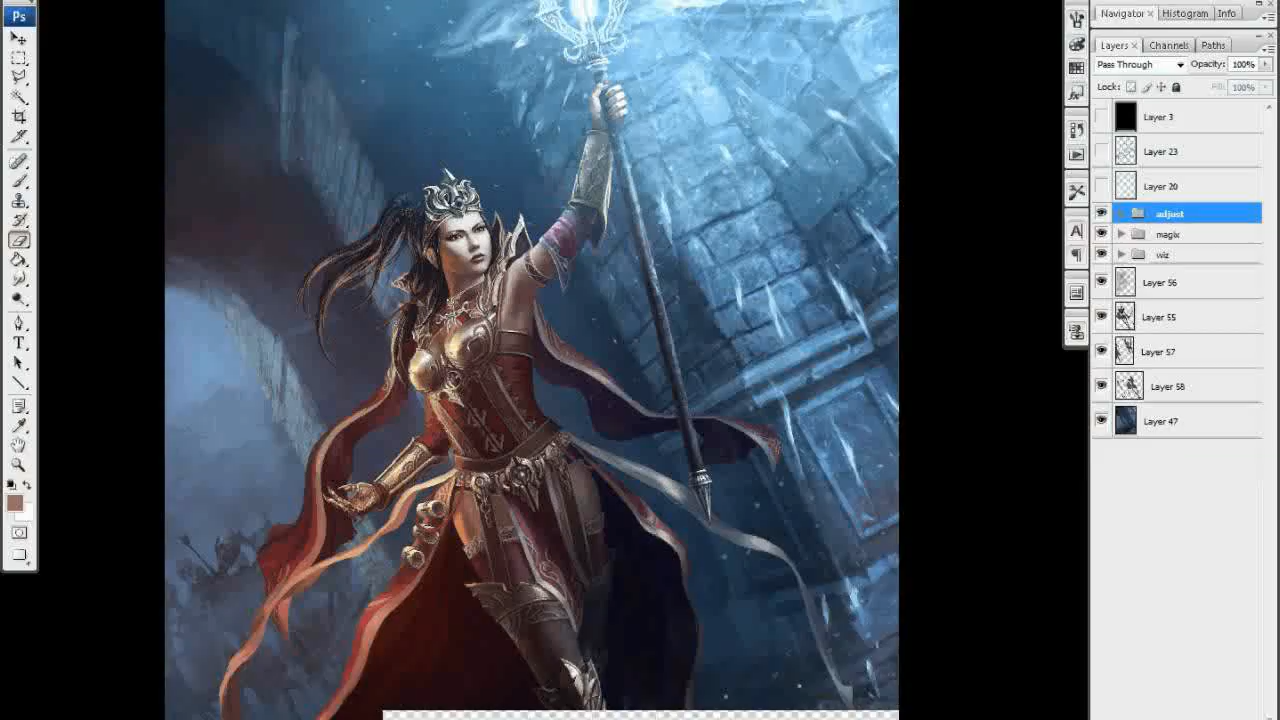 Ps
Navigator × Histogram Info
Layers × Channels Paths
Pass Through Opacity: 100%
Lock: Fill: 100%
Layer 3
Layer 23
Layer 20
adjust
magix
wiz
Layer 56
Layer 55
Layer 57
Layer 58
Layer 47
T
A